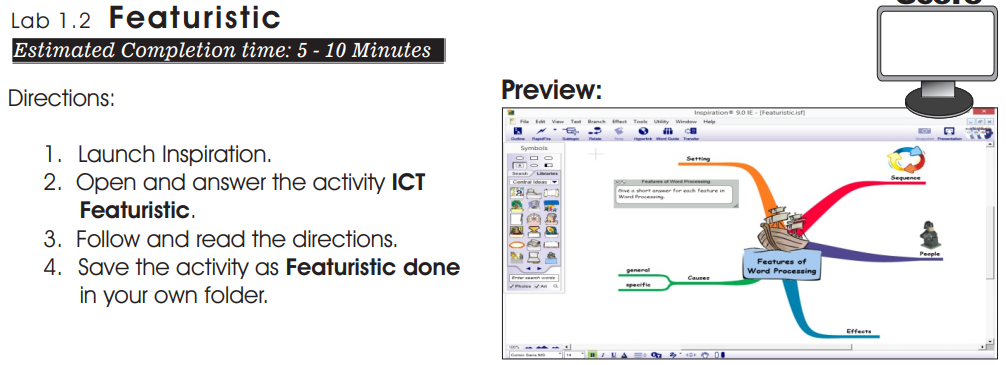 Score
Lab 1.2 Featuristic
Estimated Completion time: 5 - 10 Minutes
Directions:
1. Launch Inspiration.
2. Open and answer the activity ICT
Featuristic.
3. Follow and read the directions.
4. Save the activity as Featuristic done
in your own folder.
Preview:
Inspiration® 9.0 IE - [Featuristic.isf]
File Edit View Text Branch Effect Tools Utility Window Help
Outline RapidFire Subtopic Relate Note Hyperlink Word Guide Transfer
Presentation
Symbols
Search Libraries
Central Ideas
Enter search words
Photos Art
Setting
Features of Word Processing
Give a short answer for each feature in
Word Processing.
Sequence
People
Features of
Word Processing
general
specific
Causes
Effects
100%
Comic Sans MS 14 B I U A